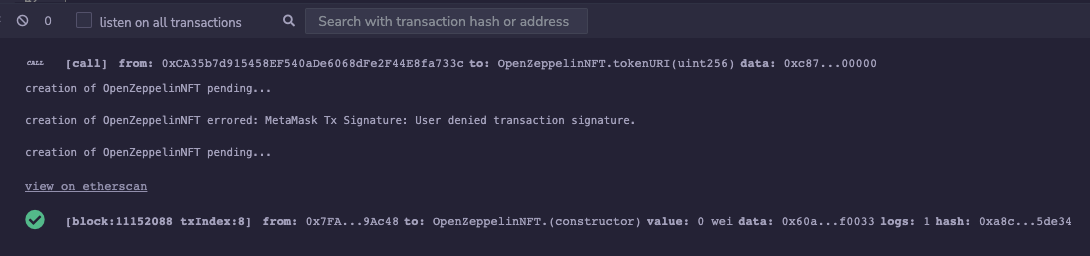 0 listen on all transactions Search with transaction hash or address
CALL [call] from: 0xCA35b7d915458EF540aDe6068dFe2F44E8fa733c to: OpenZeppelinNFT.tokenURI(uint256) data: 0xc87...00000
creation of OpenZeppelinNFT pending...
creation of OpenZeppelinNFT errored: MetaMask Tx Signature: User denied transaction signature.
creation of OpenZeppelinNFT pending...
view on etherscan
[block:11152088 txIndex:8] from: 0x7FA...9Ac48 to: OpenZeppelinNFT.(constructor) value: 0 wei data: 0x60a...f0033 logs: 1 hash: 0xa8c...5de34